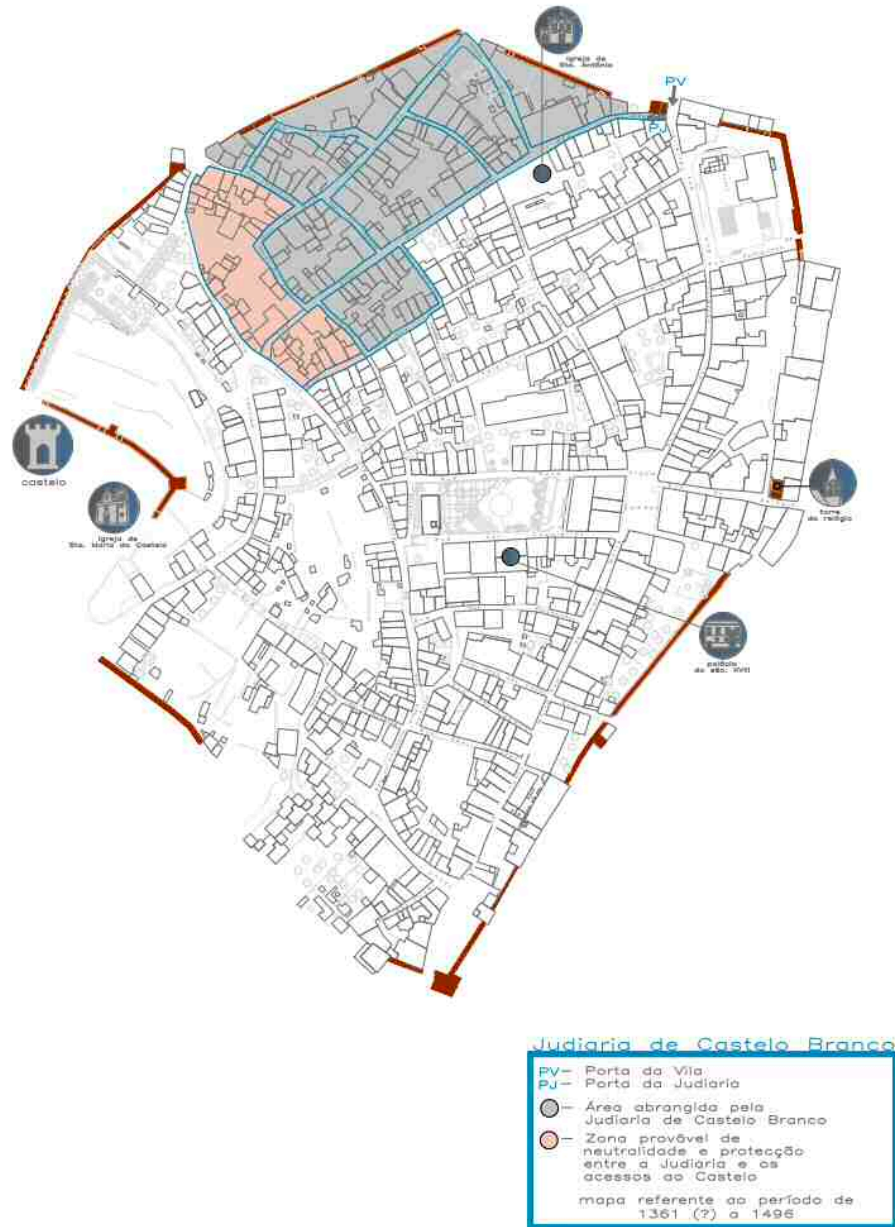 igreja de
Sto. António
PV
PJ
castelo
igreja de
Sta. Maria do Castelo
torre
do relógio
palácio
do séc. XVIII
Judiaria de Castelo Branco
PV – Porta da Vila
PJ – Porta da Judiaria
– Área abrangida pela
Judiaria de Castelo Branco
– Zona provável de
neutralidade e protecção
entre a Judiaria e os
acessos ao Castelo
mapa referente ao período de
1361 (?) a 1496